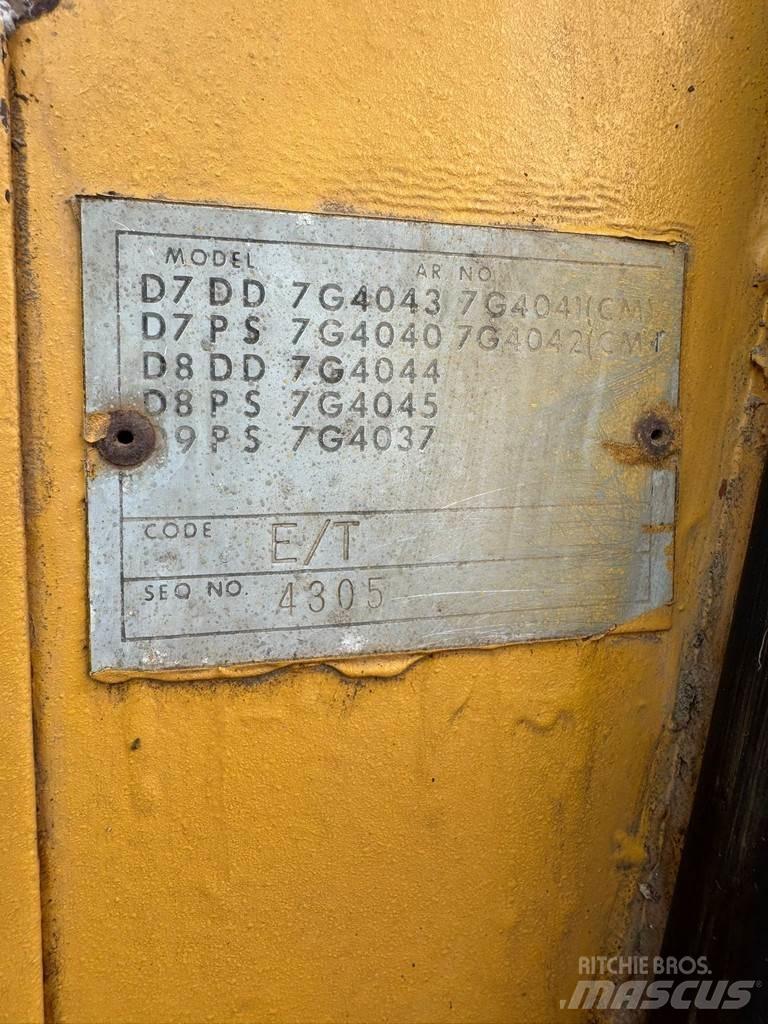 MODEL AR NO
D7 DD 7G4043 7G4041(CM)
D7 PS 7G4040 7G4042(CM)
D8 DD 7G4044
D8 PS 7G4045
9 PS 7G4037
CODE E/T
SEQ NO. 4305
RITCHIE BROS.
MASCUS